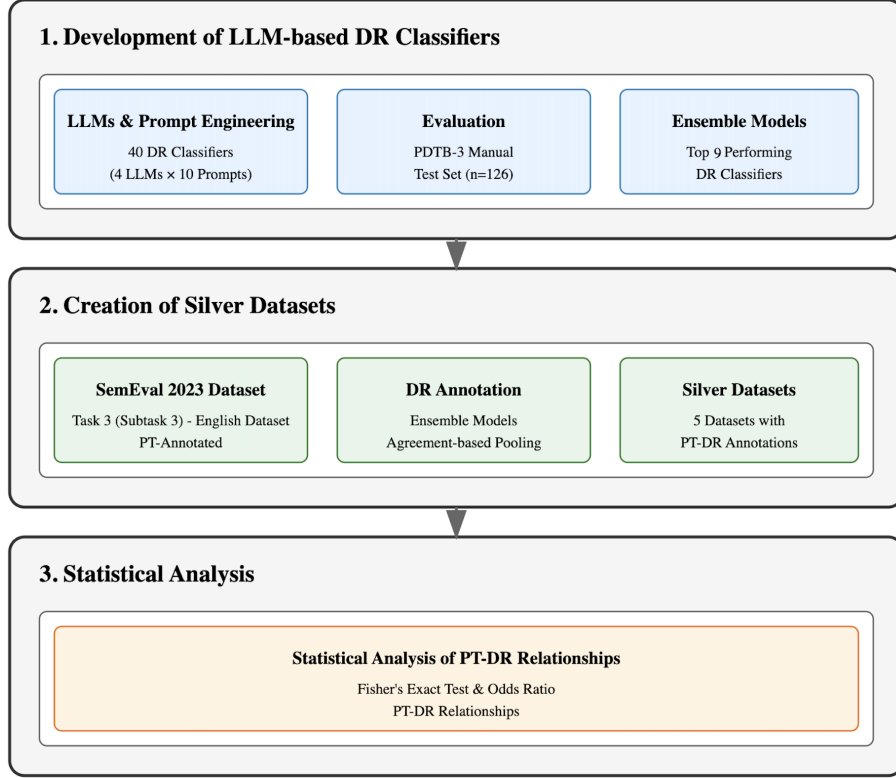 1. Development of LLM-based DR Classifiers
LLMs & Prompt Engineering
40 DR Classifiers
(4 LLMs × 10 Prompts)
Evaluation
PDTB-3 Manual
Test Set (n=126)
Ensemble Models
Top 9 Performing
DR Classifiers
2. Creation of Silver Datasets
SemEval 2023 Dataset
Task 3 (Subtask 3) - English Dataset
PT-Annotated
DR Annotation
Ensemble Models
Agreement-based Pooling
Silver Datasets
5 Datasets with
PT-DR Annotations
3. Statistical Analysis
Statistical Analysis of PT-DR Relationships
Fisher's Exact Test & Odds Ratio
PT-DR Relationships